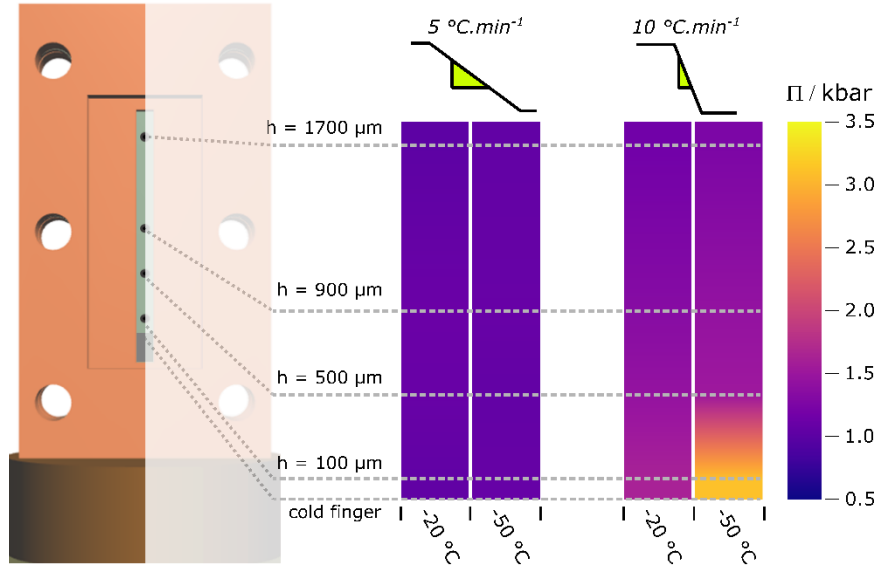 5 °C.min⁻¹
10 °C.min⁻¹
Π / kbar
h = 1700 µm
h = 900 µm
h = 500 µm
h = 100 µm
cold finger
-20 °C
-50 °C
-20 °C
-50 °C
3.5
3.0
2.5
2.0
1.5
1.0
0.5